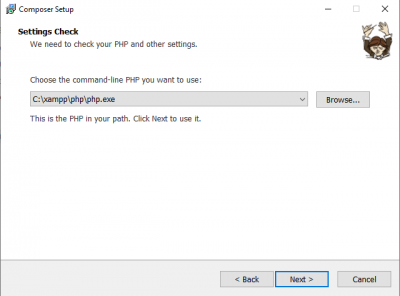 Composer Setup
Settings Check
We need to check your PHP and other settings.
Choose the command-line PHP you want to use:
C:\xampp\php\php.exe
Browse...
This is the PHP in your path. Click Next to use it.
< Back
Next >
Cancel